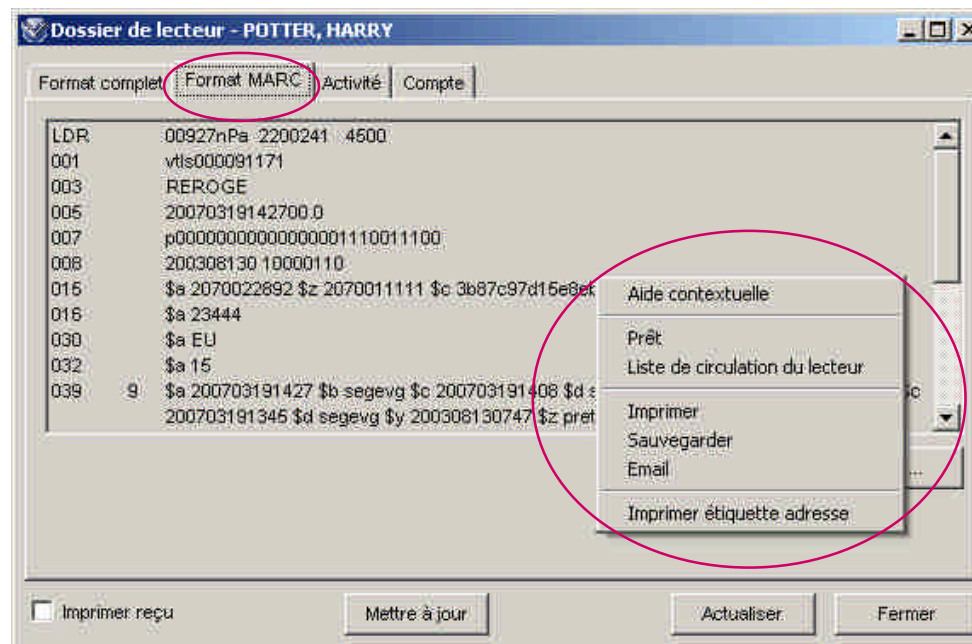 Dossier de lecteur - POTTER, HARRY
Format complet Format MARC Activité Compte
LDR 00927nPa 2200241 4500
001 vtls000091171
003 REROGE
005 20070319142700.0
007 p00000000000000001110011100
008 200308130 10000110
015 $a 2070022892 $z 2070011111 $c
016 $a 23444
030 $a EU
032 $a 15
039 9 $a 200703191427 $b segevg $c 200703191408 $d
200703191345 $d segevg $y 200308130747 $z pret
Aide contextuelle
Prêt
Liste de circulation du lecteur
Imprimer
Sauvegarder
Email
Imprimer étiquette adresse
...
Imprimer reçu Mettre à jour Actualiser Fermer